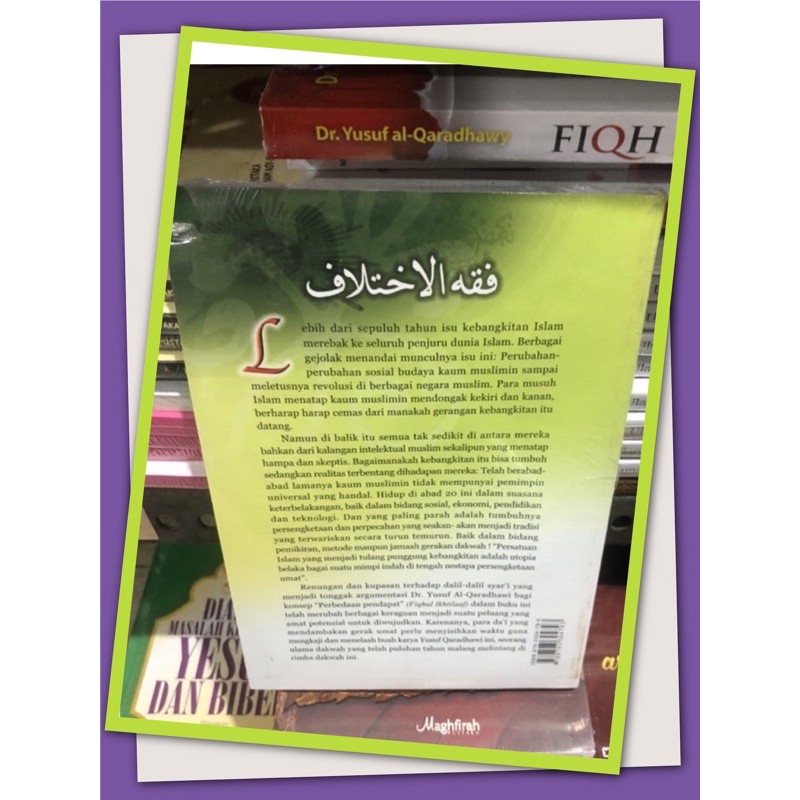 Dr. Yusuf al-Qaradhawy FIQH
فقه الاختلاف
Lebih dari sepuluh tahun isu kebangkitan Islam
merebak ke seluruh penjuru dunia Islam. Berbagai
gejolak menandai munculnya isu ini: Perubahan-
perubahan sosial budaya kaum muslimin sampai
meletusnya revolusi di berbagai negara muslim. Para musuh
Islam menatap kaum muslimin mendongak kekiri dan kanan,
berharap harap cemas dari manakah gerangan kebangkitan itu
datang.
Namun di balik itu semua tak sedikit di antara mereka
bahkan dari kalangan intelektual muslim sekalipun yang menatap
hampa dan skeptis. Bagaimanakah kebangkitan itu bisa tumbuh
sedangkan realitas terbentang dihadapan mereka: Telah berabad-
abad lamanya kaum muslimin tidak mempunyai pemimpin
universal yang handal. Hidup di abad 20 ini dalam suasana
keterbelakangan, baik dalam bidang sosial, ekonomi, pendidikan
dan teknologi. Dan yang paling parah adalah tumbuhnya
persengketaan dan perpecahan yang seakan- akan menjadi tradisi
yang terwariskan secara turun temurun. Baik dalam bidang
pemikiran, metode maupun jamaah gerakan dakwah ! "Persatuan
Islam yang menjadi tulang punggung kebangkitan adalah utopia
belaka bagai suatu mimpi indah di tengah nestapa persengketaan
umat".
Renungan dan kupasan terhadap dalil-dalil syar'i yang
menjadi tonggak argumentasi Dr. Yusuf Al-Qaradhawi bagi
konsep "Perbedaan pendapat" (Fiqhul Ikhtilaf) dalam buku ini
telah merubah berbagai keraguan menjadi suatu peluang yang
amat potensial untuk diwujudkan. Karenanya, para da'i yang
mendambakan gerak umat perlu menyisihkan waktu guna
mengkaji dan menelaah buah karya Yusuf Qaradhawi ini, seorang
ulama dakwah yang telah puluhan tahun malang melintang di
rimba dakwah ini.
YES
DAN BIBE
Maghfirah